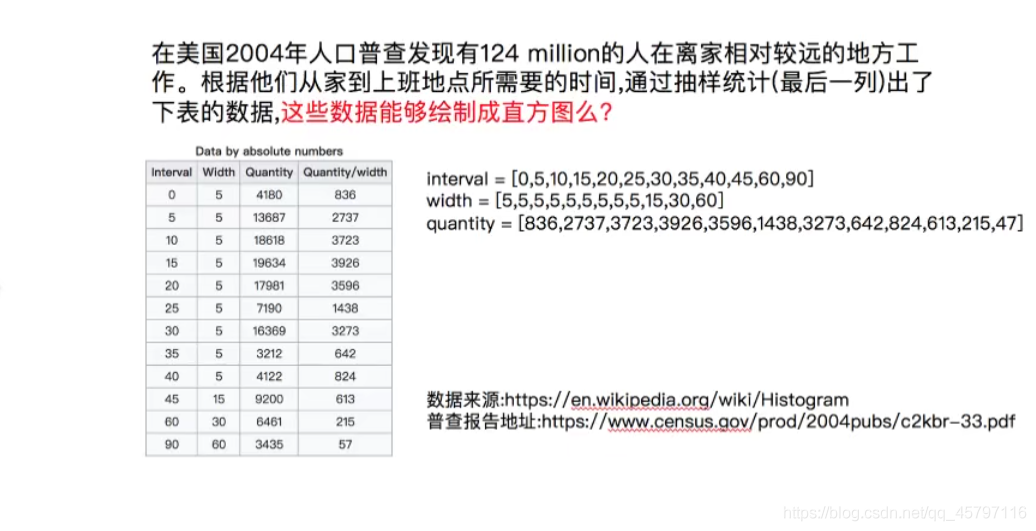 在美国2004年人口普查发现有124 million的人在离家相对较远的地方工
作。根据他们从家到上班地点所需要的时间,通过抽样统计(最后一列)出了
下表的数据,这些数据能够绘制成直方图么?
Data by absolute numbers
Interval Width Quantity Quantity/width
0 5 4180 836
5 5 13687 2737
10 5 18618 3723
15 5 19634 3926
20 5 17981 3596
25 5 7190 1438
30 5 16369 3273
35 5 3212 642
40 5 4122 824
45 15 9200 613
60 30 6461 215
90 60 3435 57
interval = [0,5,10,15,20,25,30,35,40,45,60,90]
width = [5,5,5,5,5,5,5,5,5,15,30,60]
quantity = [836,2737,3723,3926,3596,1438,3273,642,824,613,215,47]
数据来源:https://en.wikipedia.org/wiki/Histogram
普查报告地址:https://www.census.gov/prod/2004pubs/c2kbr-33.pdf
https://blog.csdn.net/qq_45797116